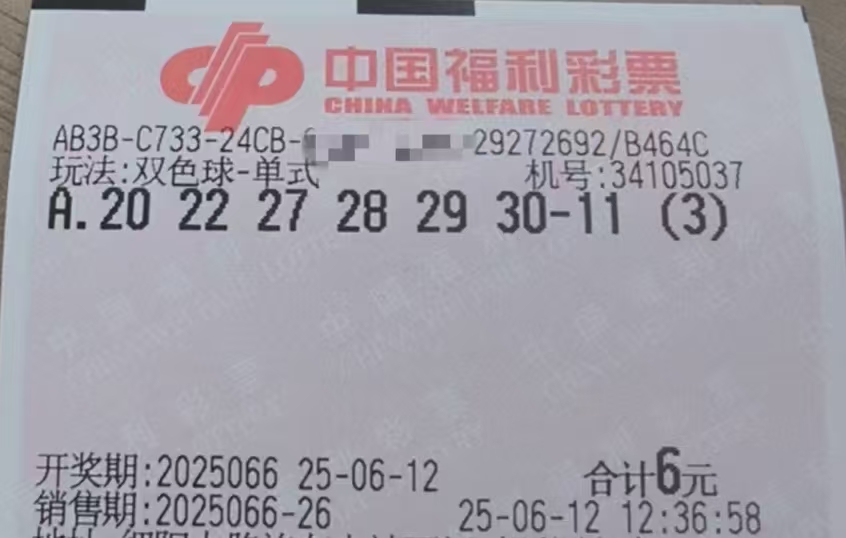 中国福利彩票
CHINA WELFARE LOTTERY
AB3B-C733-24CB- 29272692/B464C
玩法:双色球-单式 机号:34105037
A.20 22 27 28 29 30-11 (3)
开奖期:2025066 25-06-12 合计6元
销售期:2025066-26 25-06-12 12:36:58